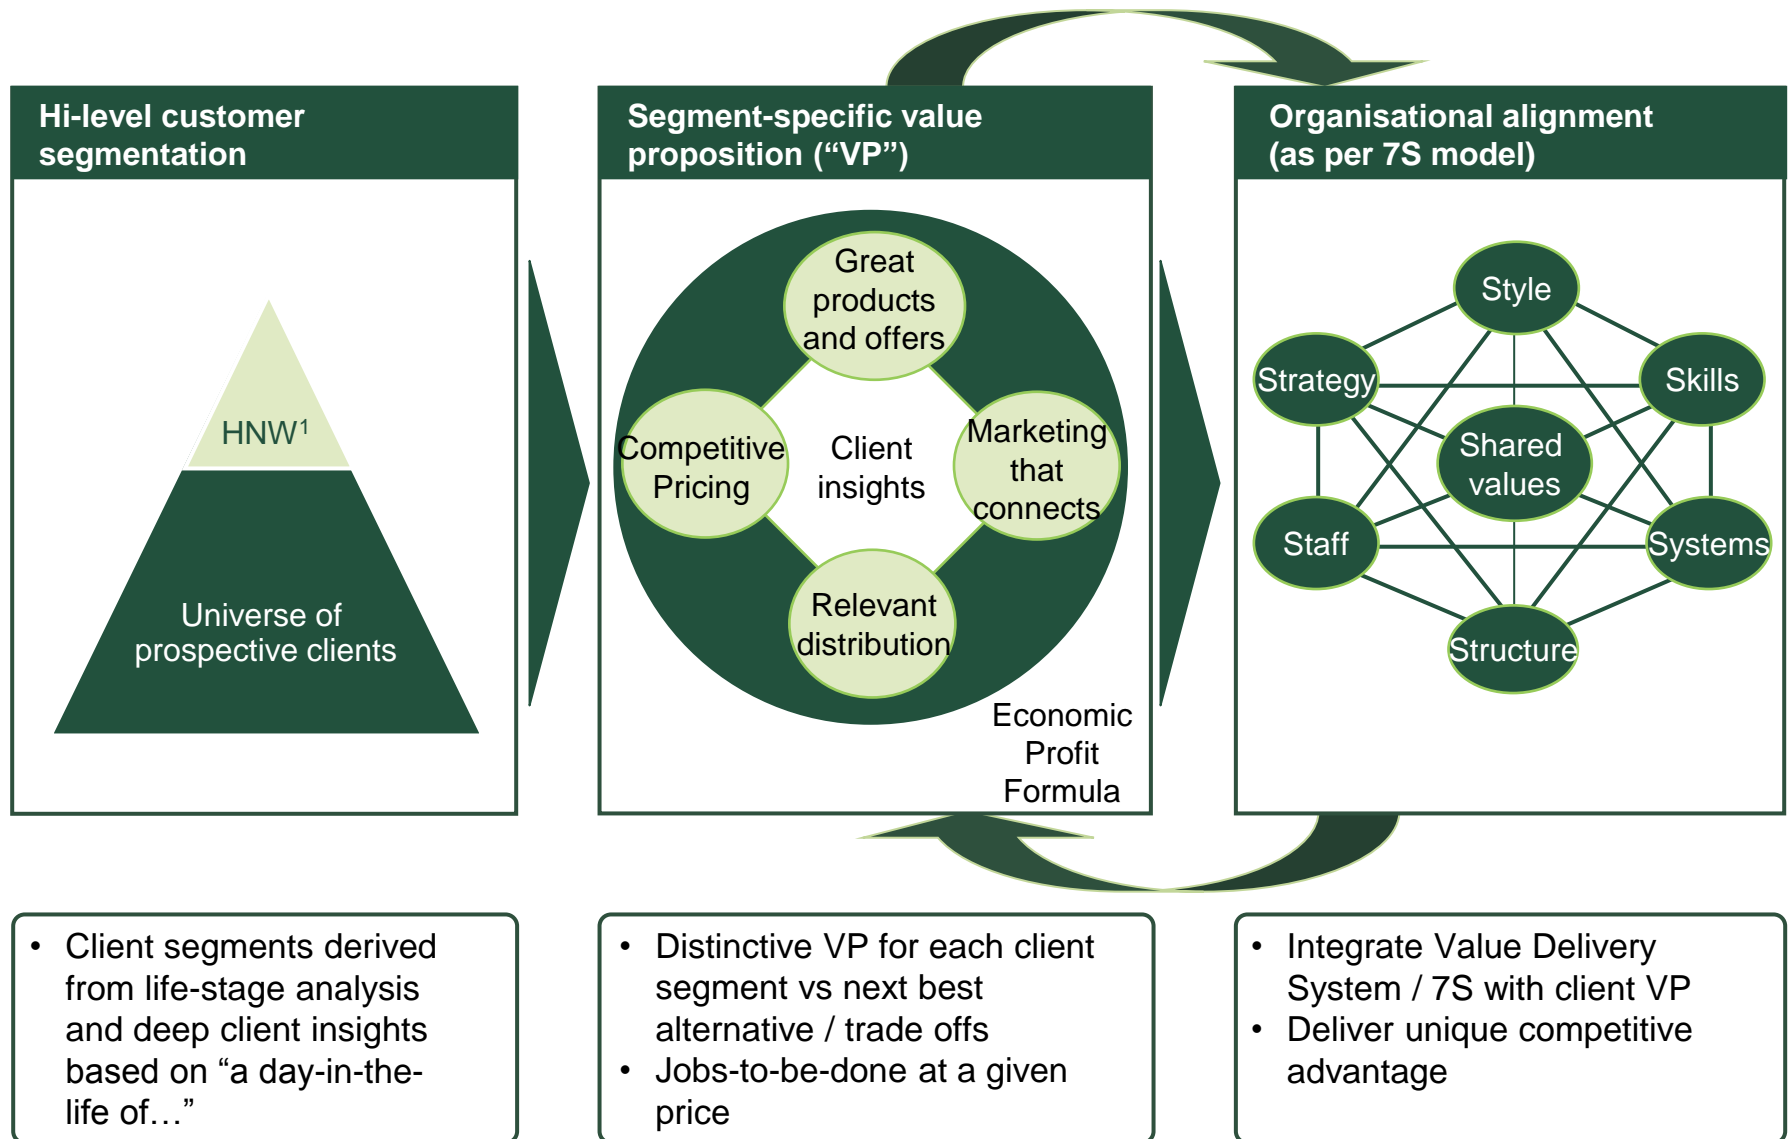 Hi-level customer
segmentation
HNW¹
Universe of
prospective clients
Segment-specific value
proposition (“VP”)
Great
products
and offers
Competitive
Pricing
Client
insights
Marketing
that
connects
Relevant
distribution
Economic
Profit
Formula
Organisational alignment
(as per 7S model)
Style
Strategy
Skills
Shared
values
Staff
Systems
Structure
• Client segments derived
from life-stage analysis
and deep client insights
based on “a day-in-the-
life of…”
• Distinctive VP for each client
segment vs next best
alternative / trade offs
• Jobs-to-be-done at a given
price
• Integrate Value Delivery
System / 7S with client VP
• Deliver unique competitive
advantage